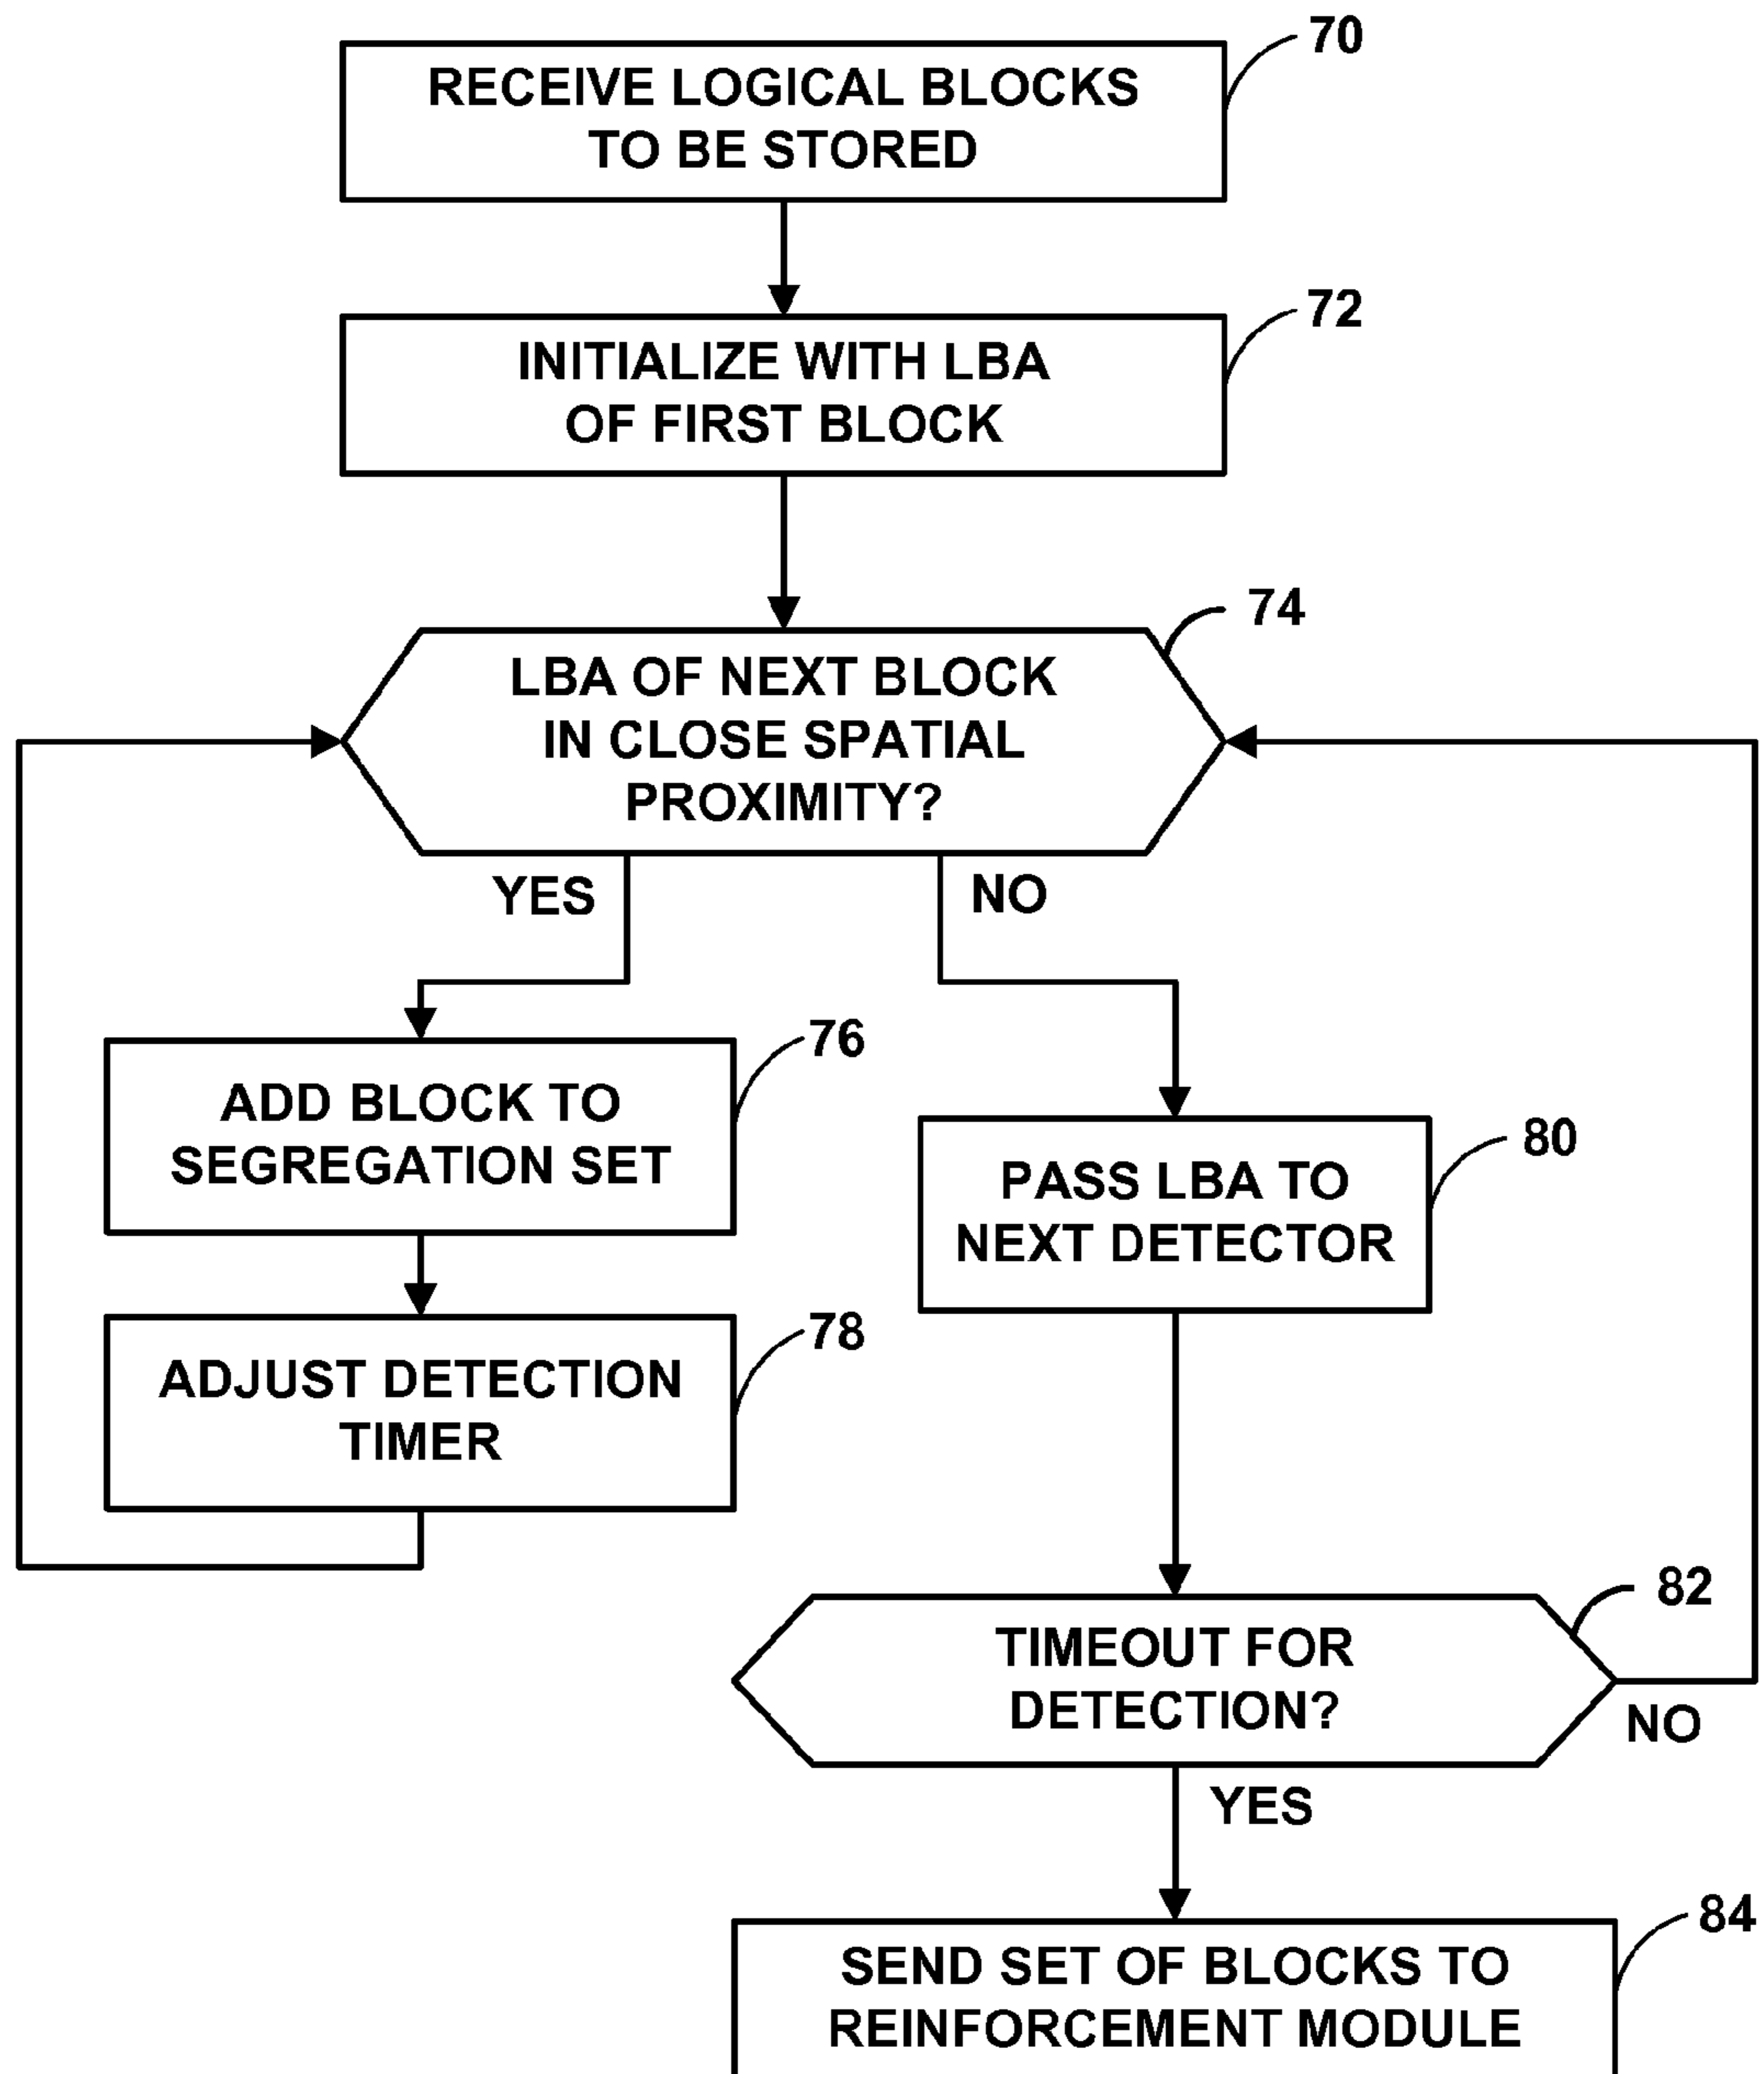 70
RECEIVE LOGICAL BLOCKS
TO BE STORED
72
INITIALIZE WITH LBA
OF FIRST BLOCK
74
LBA OF NEXT BLOCK
IN CLOSE SPATIAL
PROXIMITY?
YES
NO
76
ADD BLOCK TO
SEGREGATION SET
80
PASS LBA TO
NEXT DETECTOR
78
ADJUST DETECTION
TIMER
82
TIMEOUT FOR
DETECTION?
NO
YES
84
SEND SET OF BLOCKS TO
REINFORCEMENT MODULE